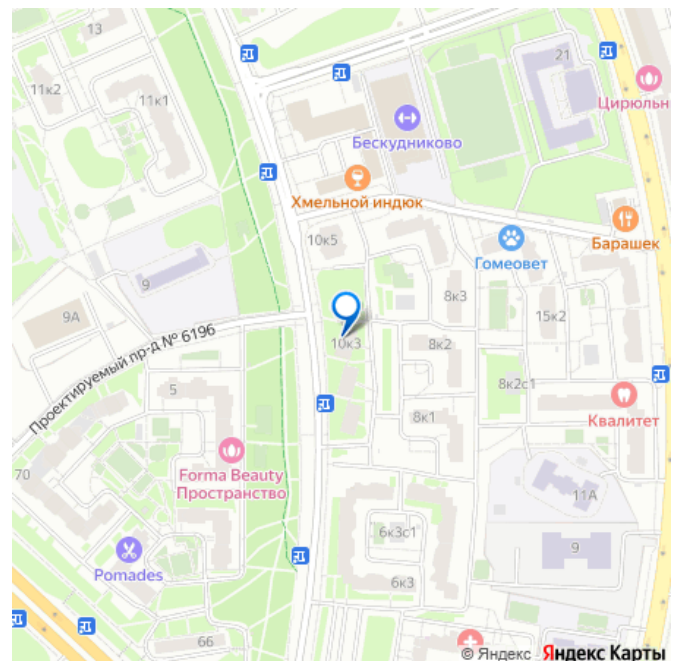 13
11к2
11к1
21
Цирюльн
Бескудниково
Хмельной индюк
Барашек
10к5
Гомеовет
9
8к3
9А
15к2
Проектируемый пр-д № 6196
10к3
8к2
5
8к2с1
8к1
Квалитет
Forma Beauty
Пространство
70
11А
6к3с1
9
Pomades
6к3
66
© Яндекс Яндекс Карты